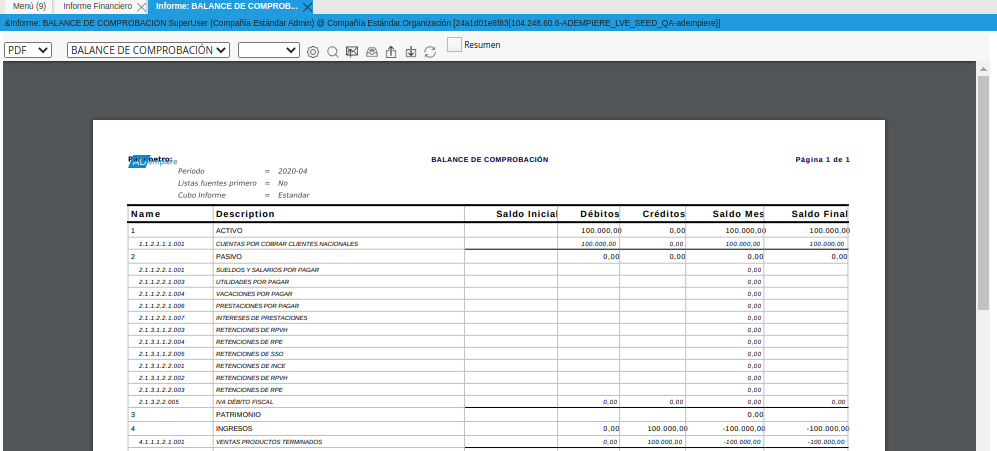 Menú (9) Informe Financiero Informe: BALANCE DE COMPROB...
&Informe: BALANCE DE COMPROBACION SuperUser (Compañía Estándar Admin) @ Compañía Estándar.Organización [24a1d01e8f83{104.248.60.6-ADEMPIERE_LVE_SEED_QA-adempiere}]
PDF BALANCE DE COMPROBACIÓN Resumen
Parámetro: BALANCE DE COMPROBACIÓN Página 1 de 1
Período = 2020-04
Listas fuentes primero = No
Cubo Informe = Estandar
Name Description Saldo Inicial Débitos Créditos Saldo Mes Saldo Final
1 ACTIVO 100.000,00 0,00 100.000,00 100.000,00
1.1.2.1.1.1.001 CUENTAS POR COBRAR CLIENTES NACIONALES 100.000,00 0,00 100.000,00 100.000,00
2 PASIVO 0,00 0,00 0,00 0,00
2.1.1.2.2.1.001 SUELDOS Y SALARIOS POR PAGAR 0,00
2.1.1.2.2.1.003 UTILIDADES POR PAGAR 0,00
2.1.1.2.2.1.004 VACACIONES POR PAGAR 0,00
2.1.1.2.2.1.006 PRESTACIONES POR PAGAR 0,00
2.1.1.2.2.1.007 INTERESES DE PRESTACIONES 0,00
2.1.3.1.1.2.003 RETENCIONES DE RPVH 0,00
2.1.3.1.1.2.004 RETENCIONES DE RPE 0,00
2.1.3.1.1.2.005 RETENCIONES DE SSO 0,00
2.1.3.1.2.2.001 RETENCIONES DE INCE 0,00
2.1.3.1.2.2.002 RETENCIONES DE RPVH 0,00
2.1.3.1.2.2.003 RETENCIONES DE RPE 0,00
2.1.3.2.2.005 IVA DÉBITO FISCAL 0,00 0,00 0,00 0,00
3 PATRIMONIO 0,00
4 INGRESOS 0,00 100.000,00 -100.000,00 -100.000,00
4.1.1.1.2.1.001 VENTAS PRODUCTOS TERMINADOS 0,00 100.000,00 -100.000,00 -100.000,00